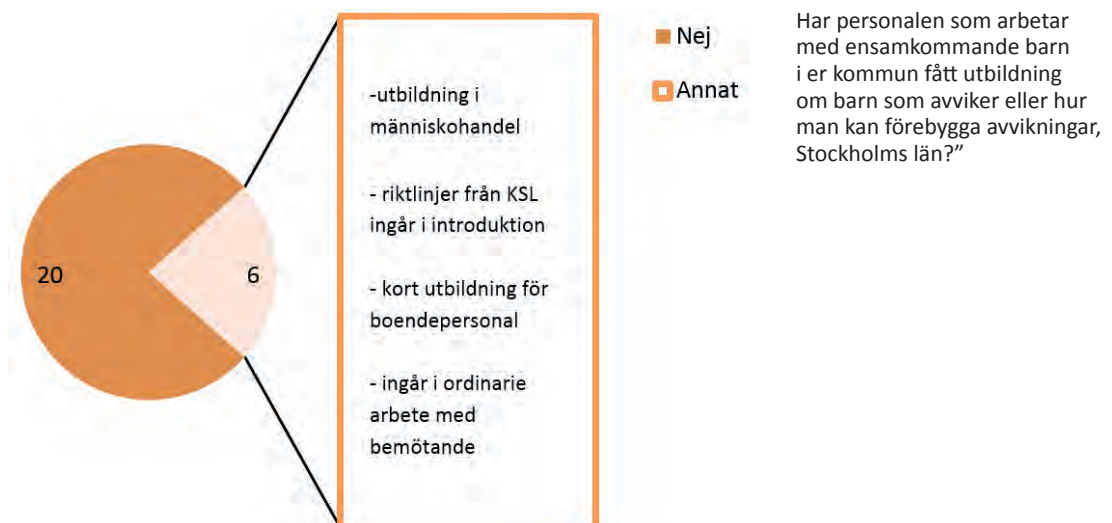 20
6
-utbildning i
människohandel
- riktlinjer från KSL
ingår i introduktion
- kort utbildning för
boendepersonal
- ingår i ordinarie
arbete med
bemötande
Nej
Annat
Har personalen som arbetar
med ensamkommande barn
i er kommun fått utbildning
om barn som avviker eller hur
man kan förebygga avvikningar,
Stockholms län?”